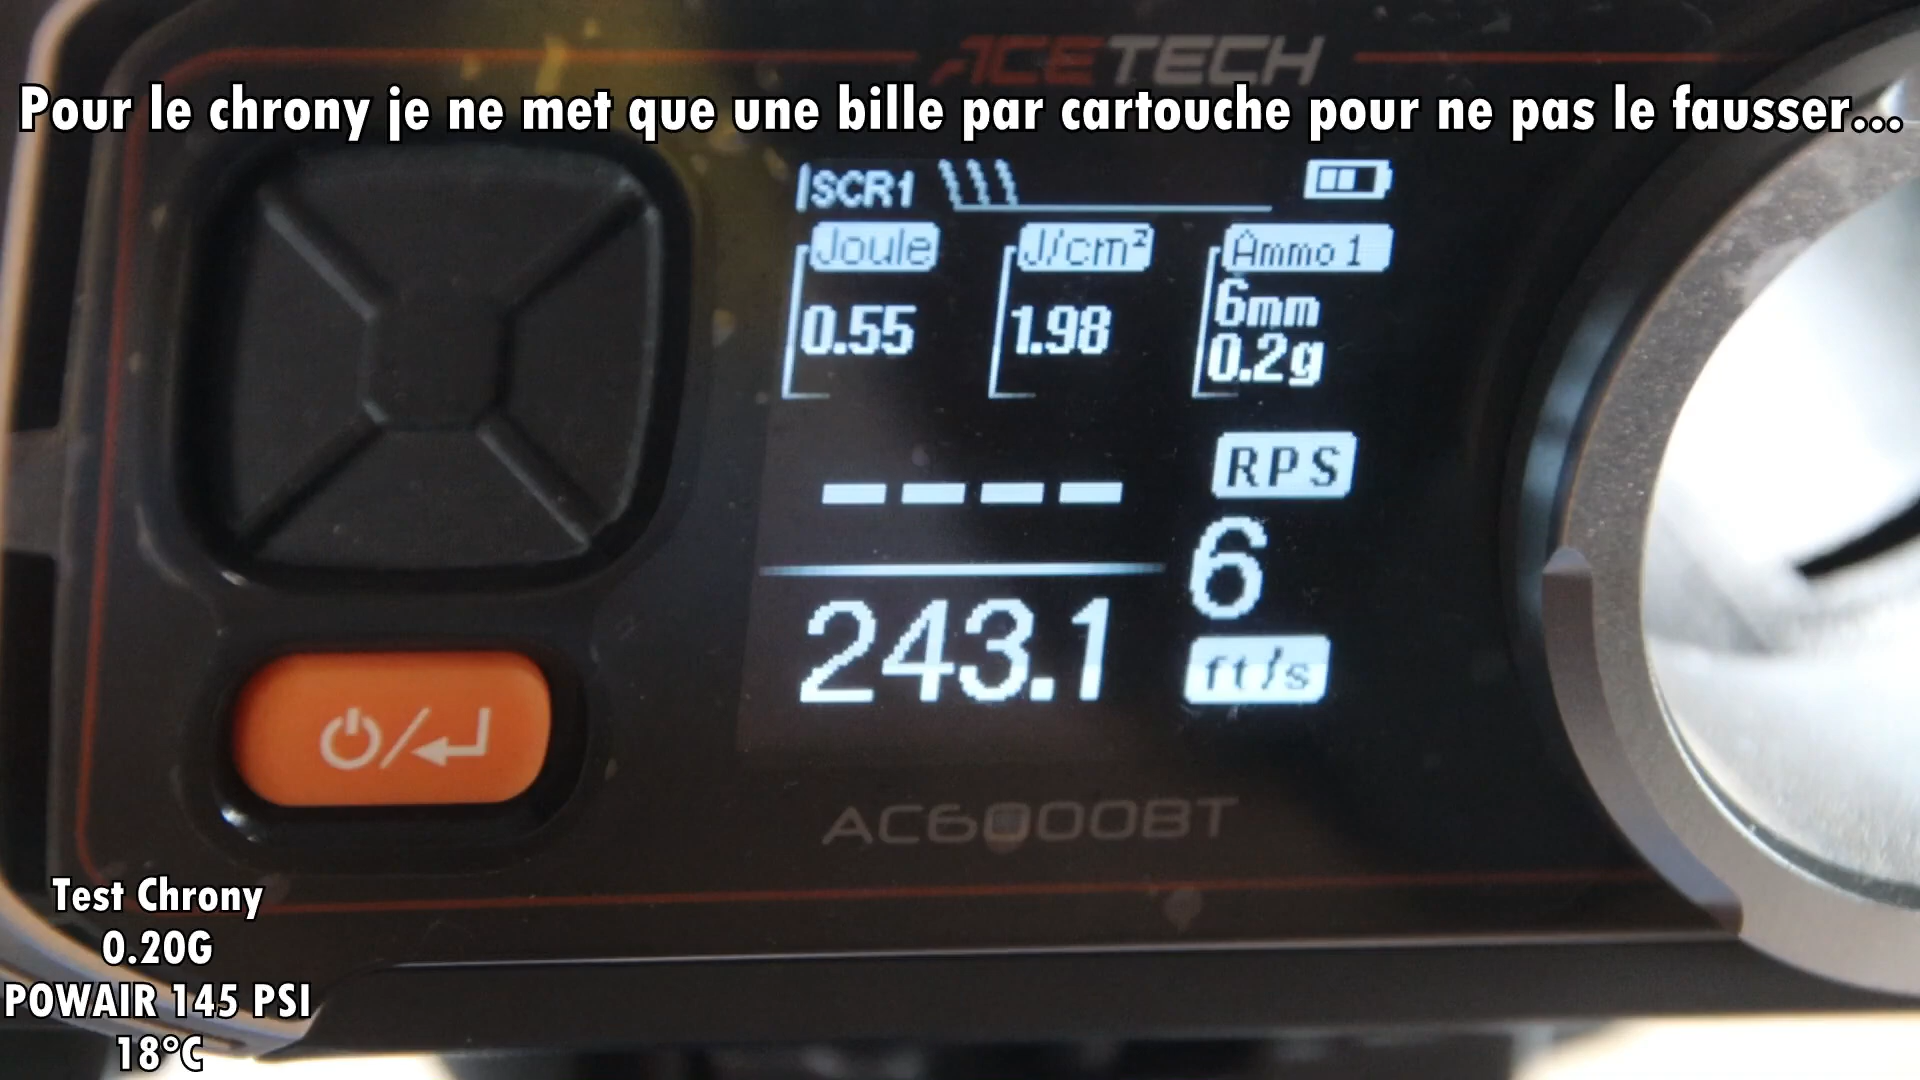 ACETECH
Pour le chrony je ne met que une bille par cartouche pour ne pas le fausser...
SCR1
Joule
J/cm²
Ammo 1
0.55
1.98
6mm
0.2g
RPS
6
243.1
ft/s
AC6000BT
Test Chrony
0.20G
POWAIR 145 PSI
18°C